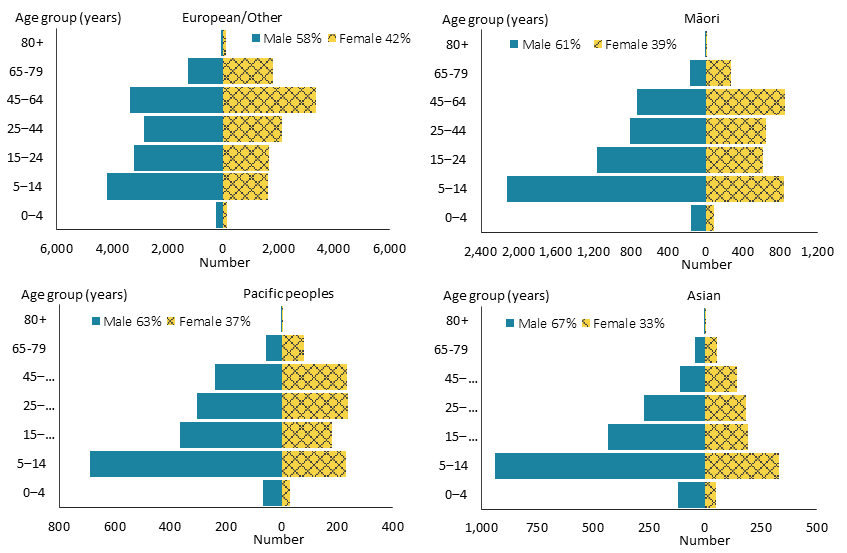 Age group (years) European/Other
Male 58% Female 42%
80+
65-79
45–64
25–44
15–24
5–14
0–4
6,000 4,000 2,000 0 2,000 4,000 6,000
Number
Age group (years) Māori
Male 61% Female 39%
80+
65-79
45–64
25–44
15–24
5–14
0–4
2,400 2,000 1,600 1,200 800 400 0 400 800 1,200
Number
Age group (years) Pacific peoples
Male 63% Female 37%
80+
65-79
45–...
25–...
15–...
5–14
0–4
800 600 400 200 0 200 400
Number
Age group (years) Asian
Male 67% Female 33%
80+
65-79
45–...
25–...
15–...
5–14
0–4
1,000 750 500 250 0 250 500
Number